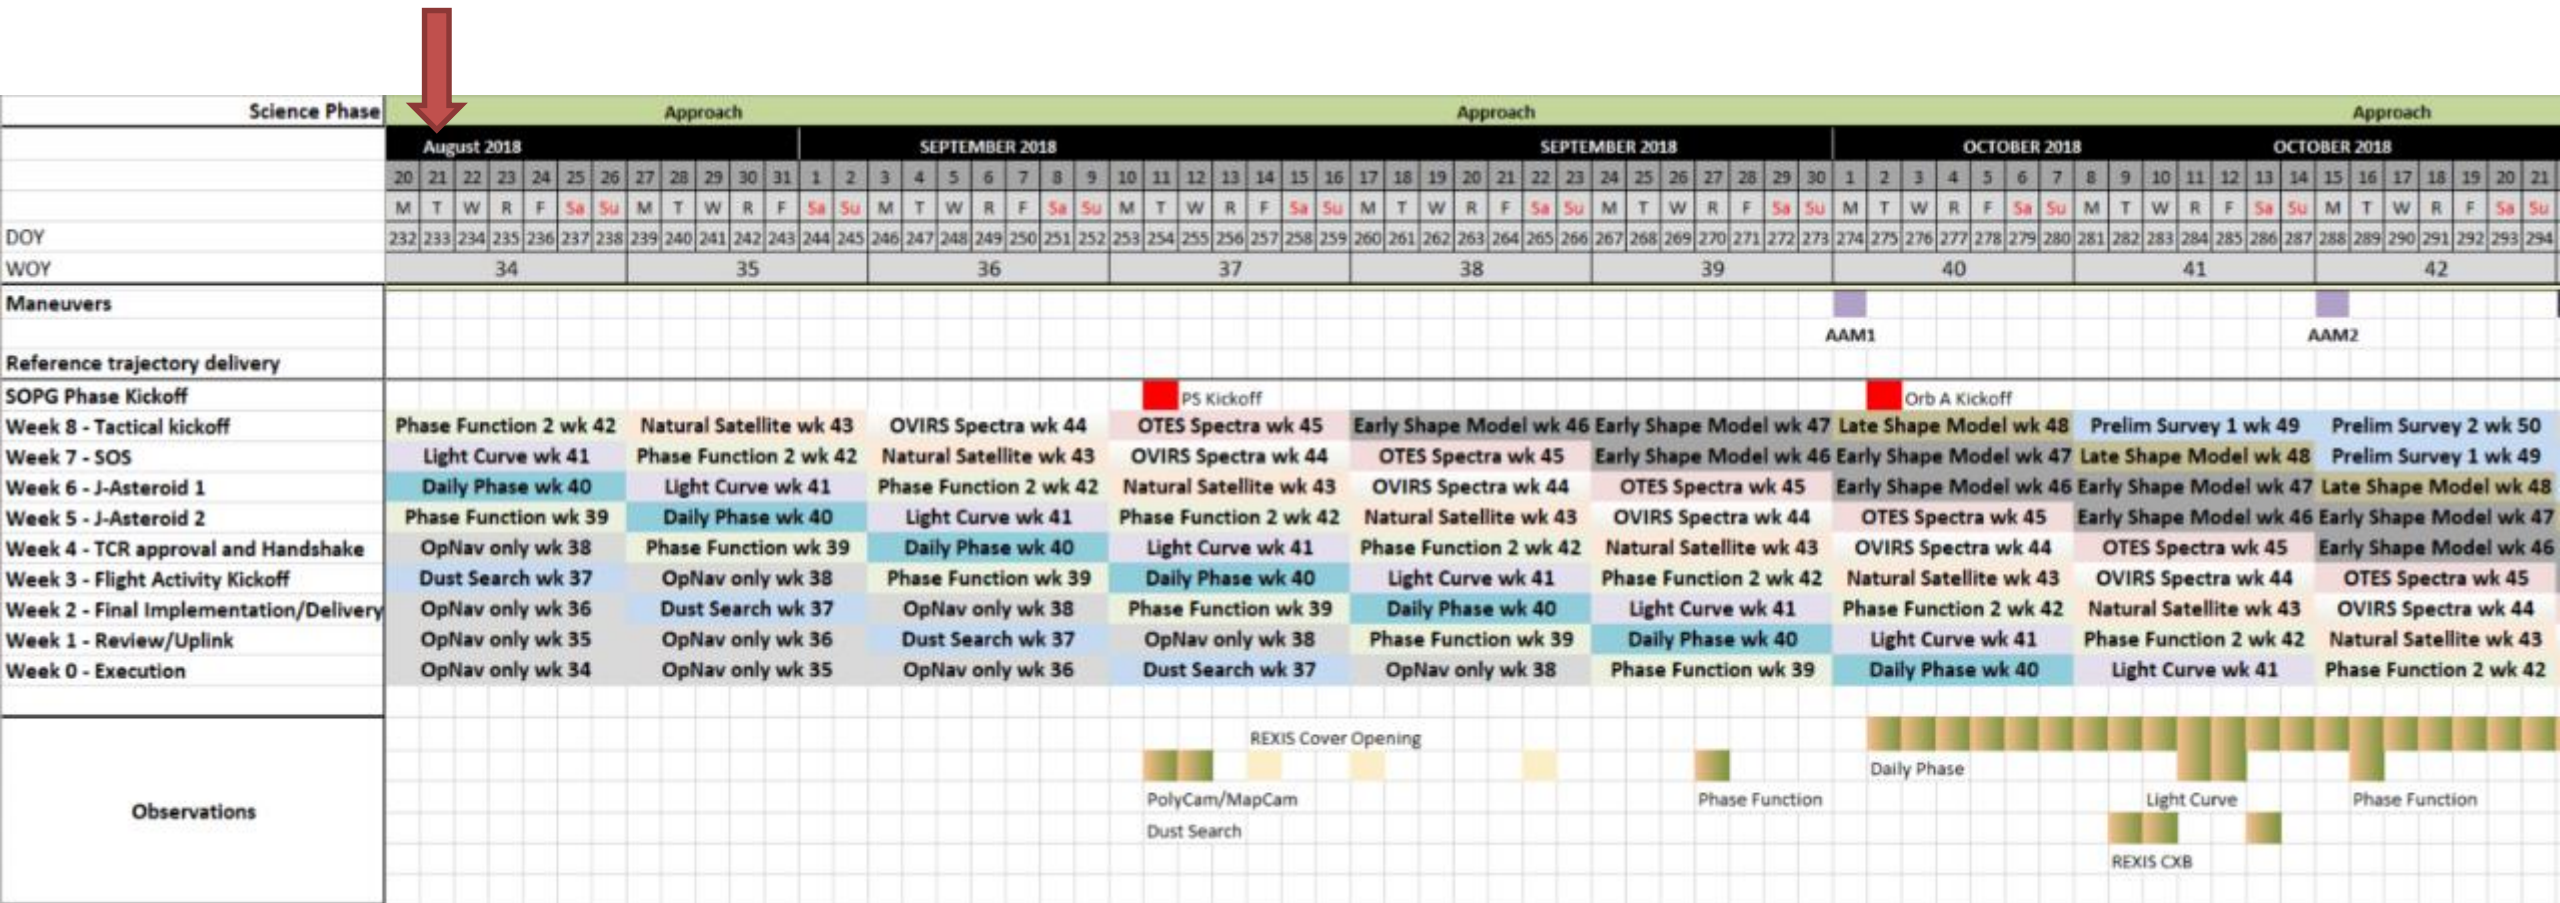 Science Phase Approach Approach Approach
August 2018 SEPTEMBER 2018 SEPTEMBER 2018 OCTOBER 2018 OCTOBER 2018
20 21 22 23 24 25 26 27 28 29 30 31 1 2 3 4 5 6 7 8 9 10 11 12 13 14 15 16 17 18 19 20 21 22 23 24 25 26 27 28 29 30 1 2 3 4 5 6 7 8 9 10 11 12 13 14 15 16 17 18 19 20 21
M T W R F Sa Su M T W R F Sa Su M T W R F Sa Su M T W R F Sa Su M T W R F Sa Su M T W R F Sa Su M T W R F Sa Su M T W R F Sa Su M T W R F Sa Su
DOY 232 233 234 235 236 237 238 239 240 241 242 243 244 245 246 247 248 249 250 251 252 253 254 255 256 257 258 259 260 261 262 263 264 265 266 267 268 269 270 271 272 273 274 275 276 277 278 279 280 281 282 283 284 285 286 287 288 289 290 291 292 293 294
WOY 34 35 36 37 38 39 40 41 42
Maneuvers
AAM1 AAM2
Reference trajectory delivery
SOPG Phase Kickoff PS Kickoff Orb A Kickoff
Week 8 - Tactical kickoff Phase Function 2 wk 42 Natural Satellite wk 43 OVIRS Spectra wk 44 OTES Spectra wk 45 Early Shape Model wk 46 Early Shape Model wk 47 Late Shape Model wk 48 Prelim Survey 1 wk 49 Prelim Survey 2 wk 50
Week 7 - SOS Light Curve wk 41 Phase Function 2 wk 42 Natural Satellite wk 43 OVIRS Spectra wk 44 OTES Spectra wk 45 Early Shape Model wk 46 Early Shape Model wk 47 Late Shape Model wk 48 Prelim Survey 1 wk 49
Week 6 - J-Asteroid 1 Daily Phase wk 40 Light Curve wk 41 Phase Function 2 wk 42 Natural Satellite wk 43 OVIRS Spectra wk 44 OTES Spectra wk 45 Early Shape Model wk 46 Early Shape Model wk 47 Late Shape Model wk 48
Week 5 - J-Asteroid 2 Phase Function wk 39 Daily Phase wk 40 Light Curve wk 41 Phase Function 2 wk 42 Natural Satellite wk 43 OVIRS Spectra wk 44 OTES Spectra wk 45 Early Shape Model wk 46 Early Shape Model wk 47
Week 4 - TCR approval and Handshake OpNav only wk 38 Phase Function wk 39 Daily Phase wk 40 Light Curve wk 41 Phase Function 2 wk 42 Natural Satellite wk 43 OVIRS Spectra wk 44 OTES Spectra wk 45 Early Shape Model wk 46
Week 3 - Flight Activity Kickoff Dust Search wk 37 OpNav only wk 38 Phase Function wk 39 Daily Phase wk 40 Light Curve wk 41 Phase Function 2 wk 42 Natural Satellite wk 43 OVIRS Spectra wk 44 OTES Spectra wk 45
Week 2 - Final Implementation/Delivery OpNav only wk 36 Dust Search wk 37 OpNav only wk 38 Phase Function wk 39 Daily Phase wk 40 Light Curve wk 41 Phase Function 2 wk 42 Natural Satellite wk 43 OVIRS Spectra wk 44
Week 1 - Review/Uplink OpNav only wk 35 OpNav only wk 36 Dust Search wk 37 OpNav only wk 38 Phase Function wk 39 Daily Phase wk 40 Light Curve wk 41 Phase Function 2 wk 42 Natural Satellite wk 43
Week 0 - Execution OpNav only wk 34 OpNav only wk 35 OpNav only wk 36 Dust Search wk 37 OpNav only wk 38 Phase Function wk 39 Daily Phase wk 40 Light Curve wk 41 Phase Function 2 wk 42
REXIS Cover Opening
Daily Phase
PolyCam/MapCam Phase Function Light Curve Phase Function
Observations
Dust Search
REXIS CXB